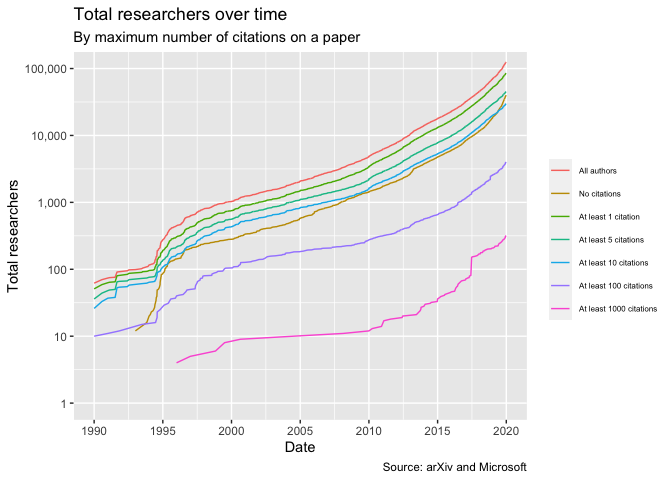 Total researchers over time
By maximum number of citations on a paper
Total researchers
100,000
10,000
1,000
100
10
1
1990
1995
2000
2005
2010
2015
2020
Date
All authors
No citations
At least 1 citation
At least 5 citations
At least 10 citations
At least 100 citations
At least 1000 citations
Source: arXiv and Microsoft